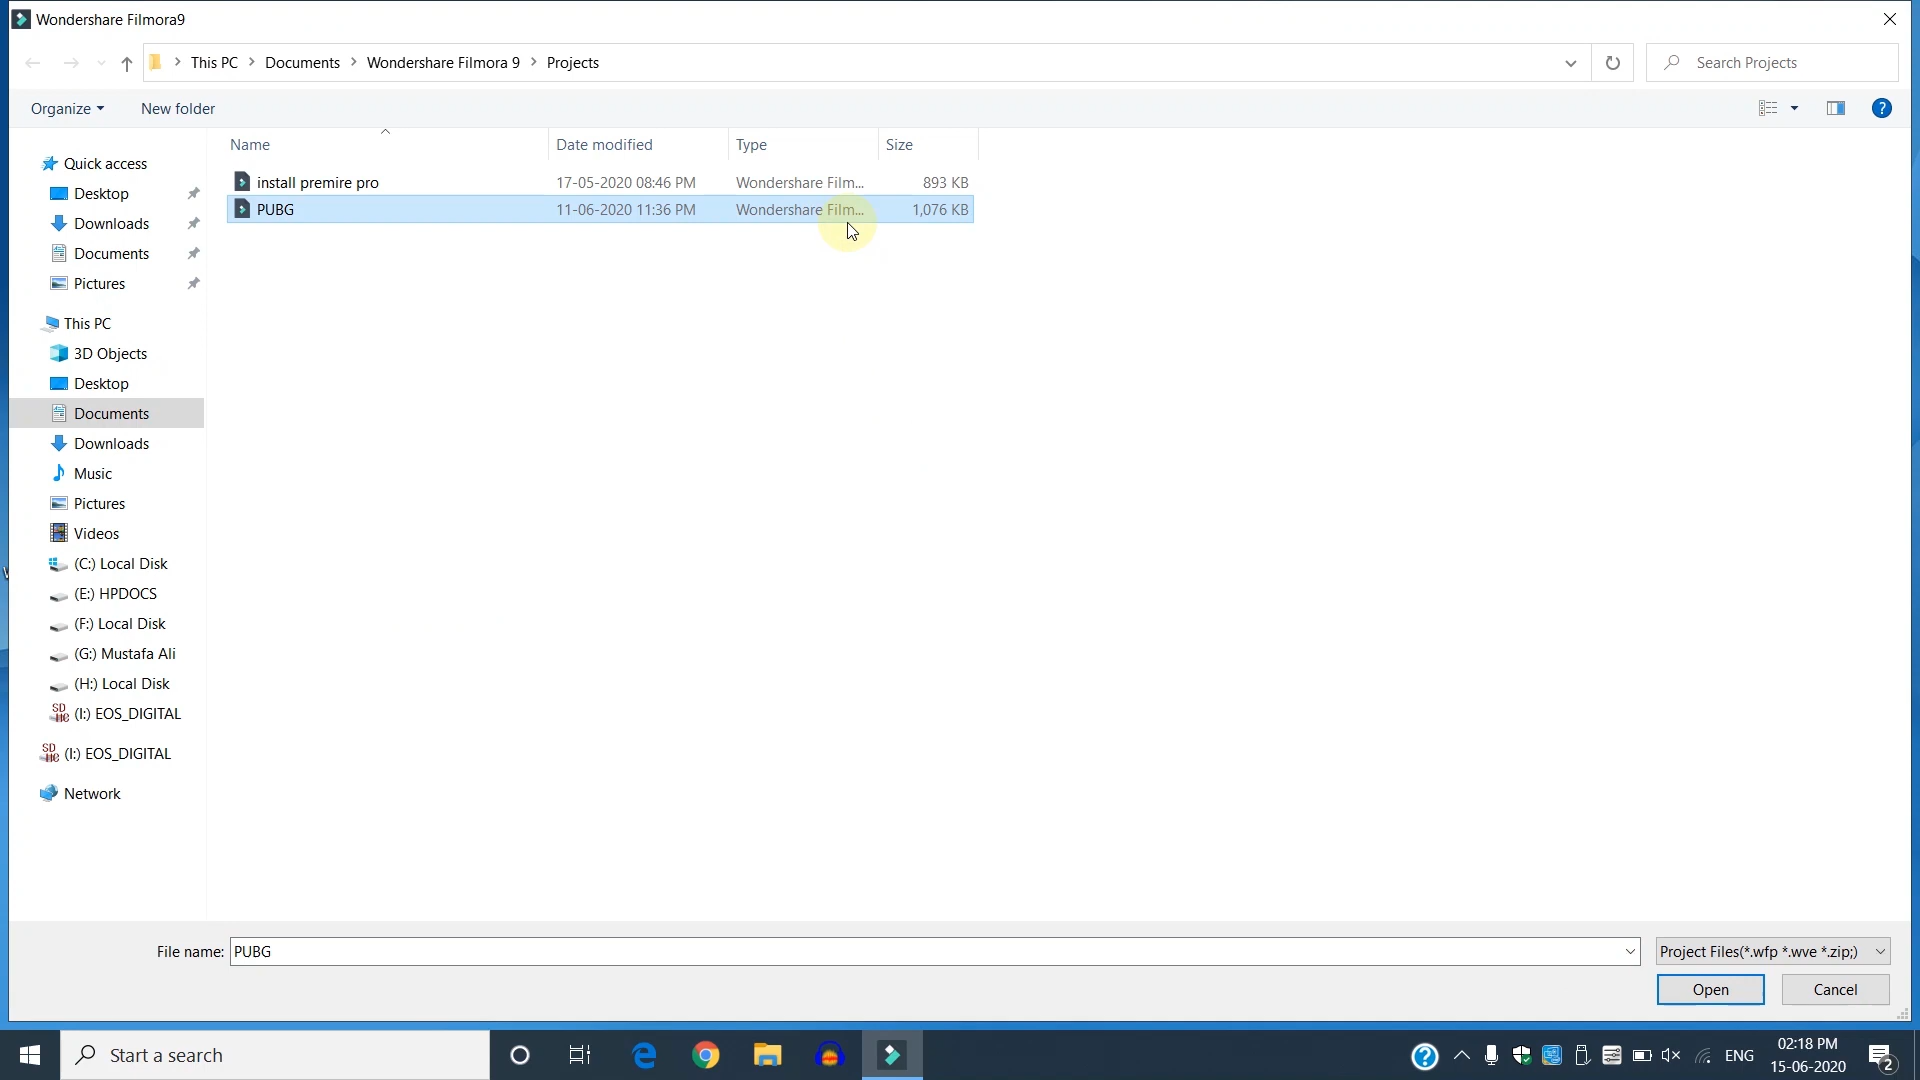 Wondershare Filmora9
This PC > Documents > Wondershare Filmora 9 > Projects
Search Projects
Organize
New folder
Name Date modified Type Size
install premire pro 17-05-2020 08:46 PM Wondershare Film... 893 KB
PUBG 11-06-2020 11:36 PM Wondershare Film... 1,076 KB
Quick access
Desktop
Downloads
Documents
Pictures
This PC
3D Objects
Desktop
Documents
Downloads
Music
Pictures
Videos
(C:) Local Disk
(E:) HPDOCS
(F:) Local Disk
(G:) Mustafa Ali
(H:) Local Disk
(I:) EOS_DIGITAL
(I:) EOS_DIGITAL
Network
File name: PUBG
Project Files(*.wfp *.wve *.zip;)
Open Cancel
Start a search
ENG
02:18 PM
15-06-2020
2